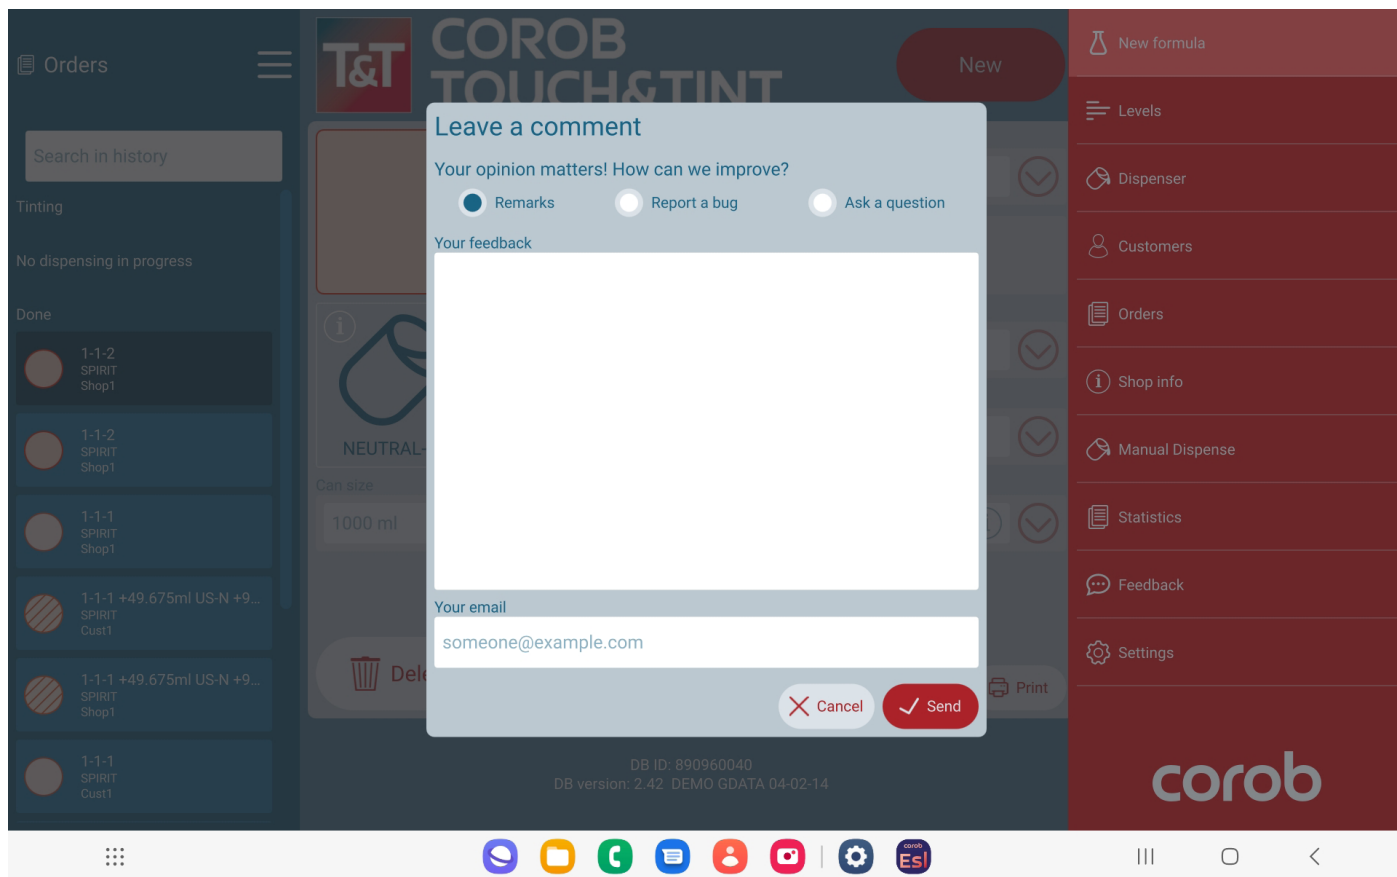 Orders
T&T
COROB
TOUCH&TINT
New
Search in history
Tinting
No dispensing in progress
Done
1-1-2
SPIRIT
Shop1
1-1-2
SPIRIT
Shop1
1-1-1
SPIRIT
Shop1
1-1-1 +49.675ml US-N +9...
SPIRIT
Cust1
1-1-1 +49.675ml US-N +9...
SPIRIT
Shop1
1-1-1
SPIRIT
Cust1
NEUTRAL-
Can size
1000 ml
Dele
Print
Leave a comment
Your opinion matters! How can we improve?
Remarks Report a bug Ask a question
Your feedback
Your email
someone@example.com
Cancel Send
DB ID: 890960040
DB version: 2.42 DEMO GDATA 04-02-14
New formula
Levels
Dispenser
Customers
Orders
Shop info
Manual Dispense
Statistics
Feedback
Settings
corob
corob
Esl